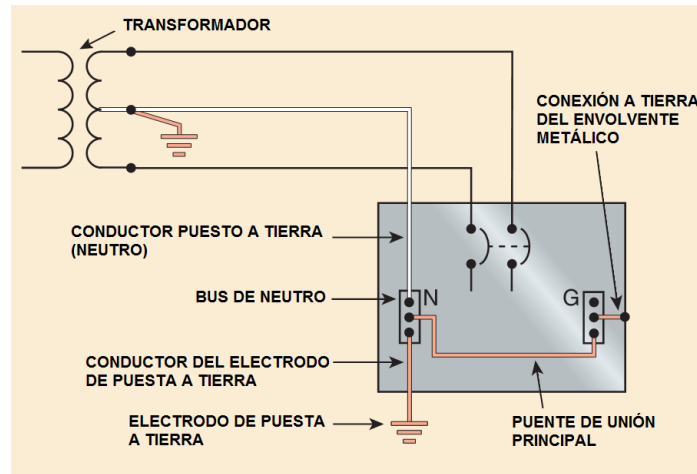 TRANSFORMADOR
CONEXIÓN A TIERRA
DEL ENVOLVENTE
METÁLICO
CONDUCTOR PUESTO A TIERRA
(NEUTRO)
BUS DE NEUTRO
N
G
CONDUCTOR DEL ELECTRODO
DE PUESTA A TIERRA
ELECTRODO DE PUESTA
A TIERRA
PUENTE DE UNIÓN
PRINCIPAL